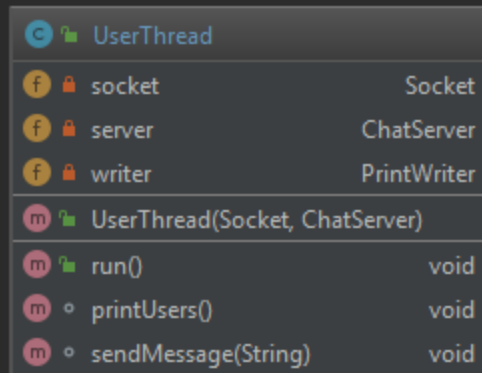 C UserThread
f socket Socket
f server ChatServer
f writer PrintWriter
m UserThread(Socket, ChatServer)
m run() void
m printUsers() void
m sendMessage(String) void